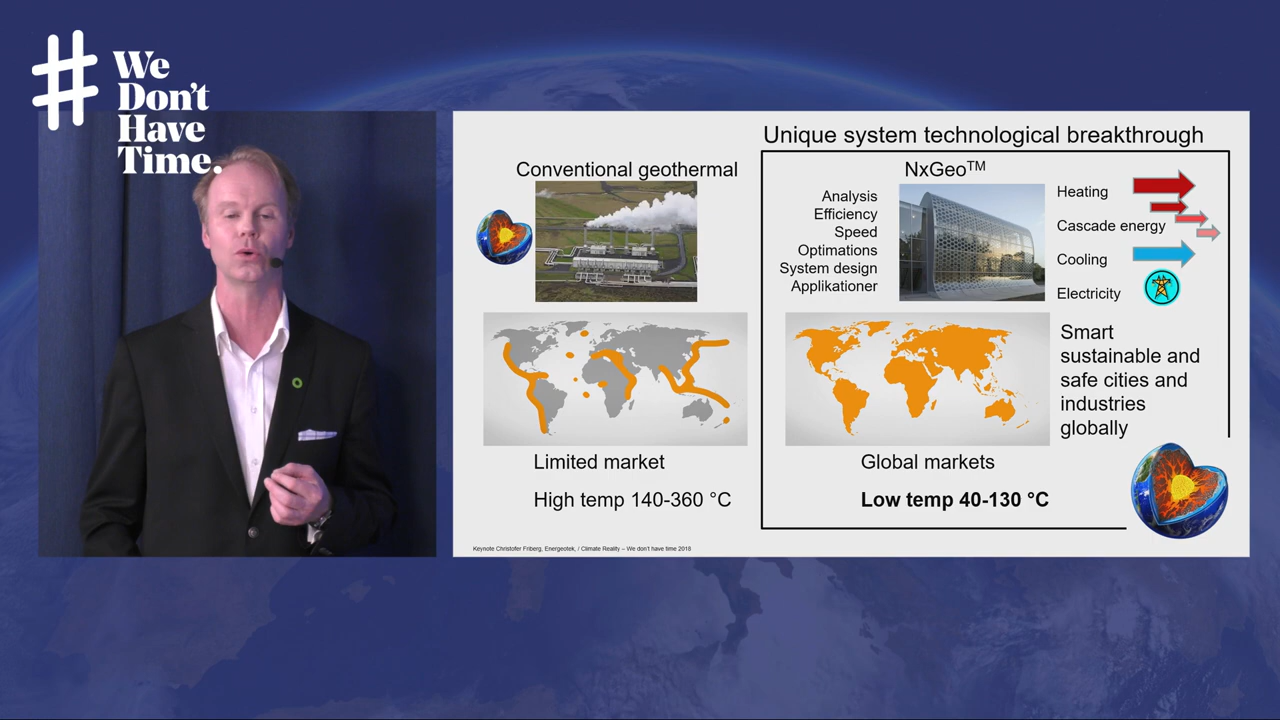 # We
Don't
Have
Time.
Unique system technological breakthrough
Conventional geothermal
NxGeo™
Analysis
Efficiency
Speed
Optimations
System design
Applikationer
Heating
Cascade energy
Cooling
Electricity
Smart
sustainable and
safe cities and
industries
globally
Limited market
High temp 140-360 °C
Global markets
Low temp 40-130 °C
Keynote Christofer Friberg, Energeotek, / Climate Reality – We don't have time 2018